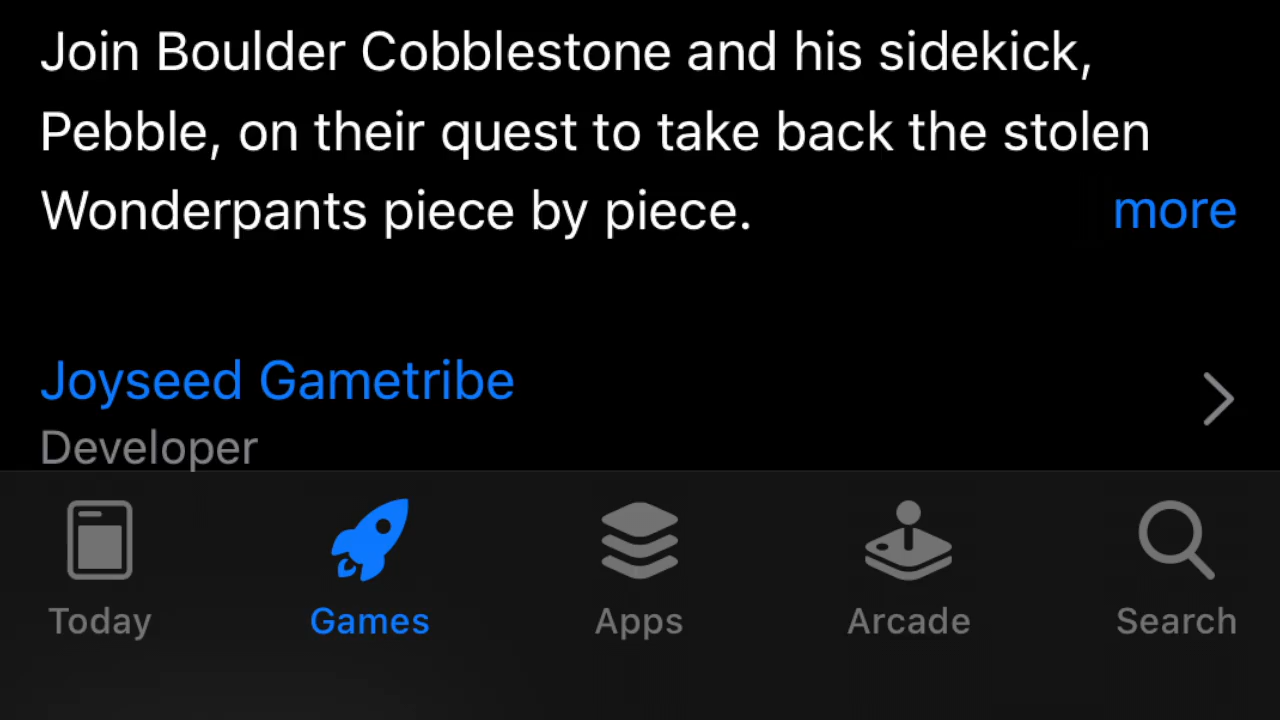 Join Boulder Cobblestone and his sidekick,
Pebble, on their quest to take back the stolen
Wonderpants piece by piece. more
Joyseed Gametribe
Developer
Today Games Apps Arcade Search